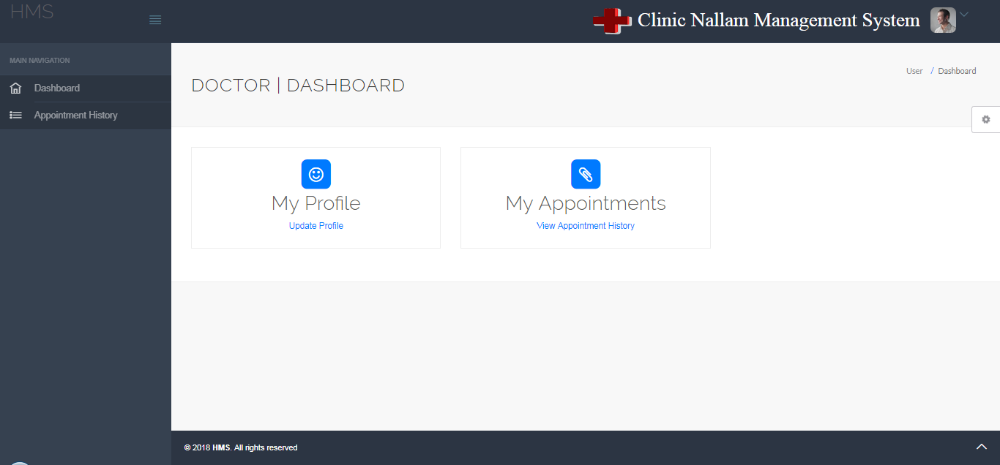 HMS
Clinic Nallam Management System
MAIN NAVIGATION
Dashboard
Appointment History
DOCTOR | DASHBOARD
User / Dashboard
My Profile
Update Profile
My Appointments
View Appointment History
© 2018 HMS. All rights reserved